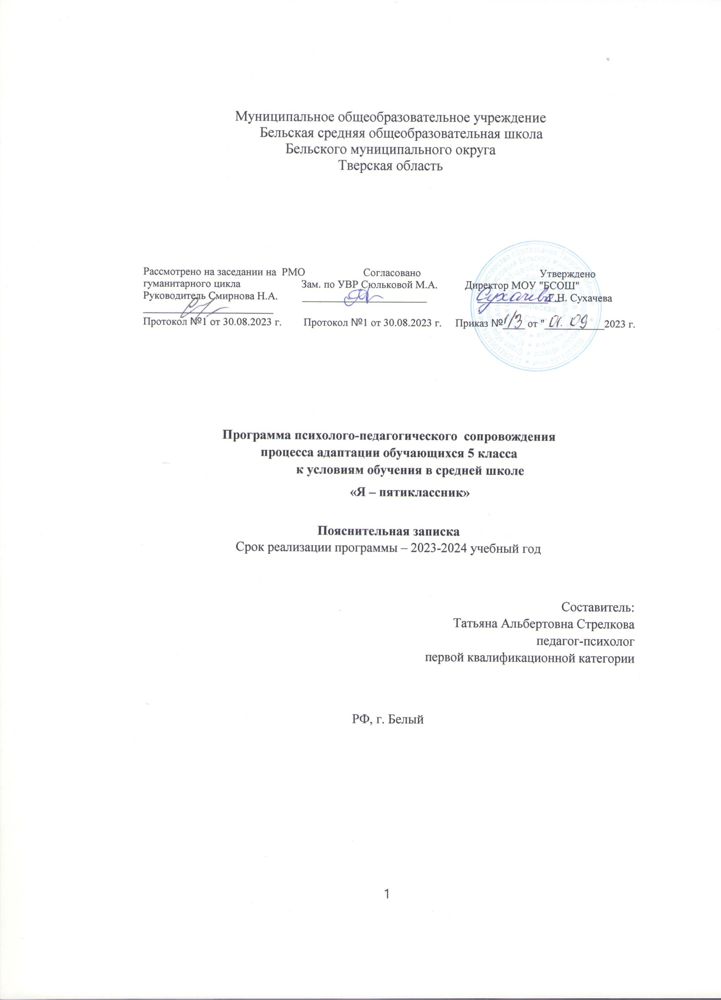 Муниципальное общеобразовательное учреждение
Бельская средняя общеобразовательная школа
Бельского муниципального округа
Тверская область
Рассмотрено на заседании на РМО
гуманитарного цикла
Руководитель Смирнова Н.А.
Протокол №1 от 30.08.2023 г.
Согласовано
Зам. по УВР Сюльковой М.А.
Протокол №1 от 30.08.2023 г.
Утверждено
Директор МОУ "БСОШ"
Сухачева Г.Н. Сухачева
Приказ № 1/3 от " 01. 09 2023 г.
Программа психолого-педагогического сопровождения
процесса адаптации обучающихся 5 класса
к условиям обучения в средней школе
«Я – пятиклассник»
Пояснительная записка
Срок реализации программы – 2023-2024 учебный год
Составитель:
Татьяна Альбертовна Стрелкова
педагог-психолог
первой квалификационной категории
РФ, г. Белый
1